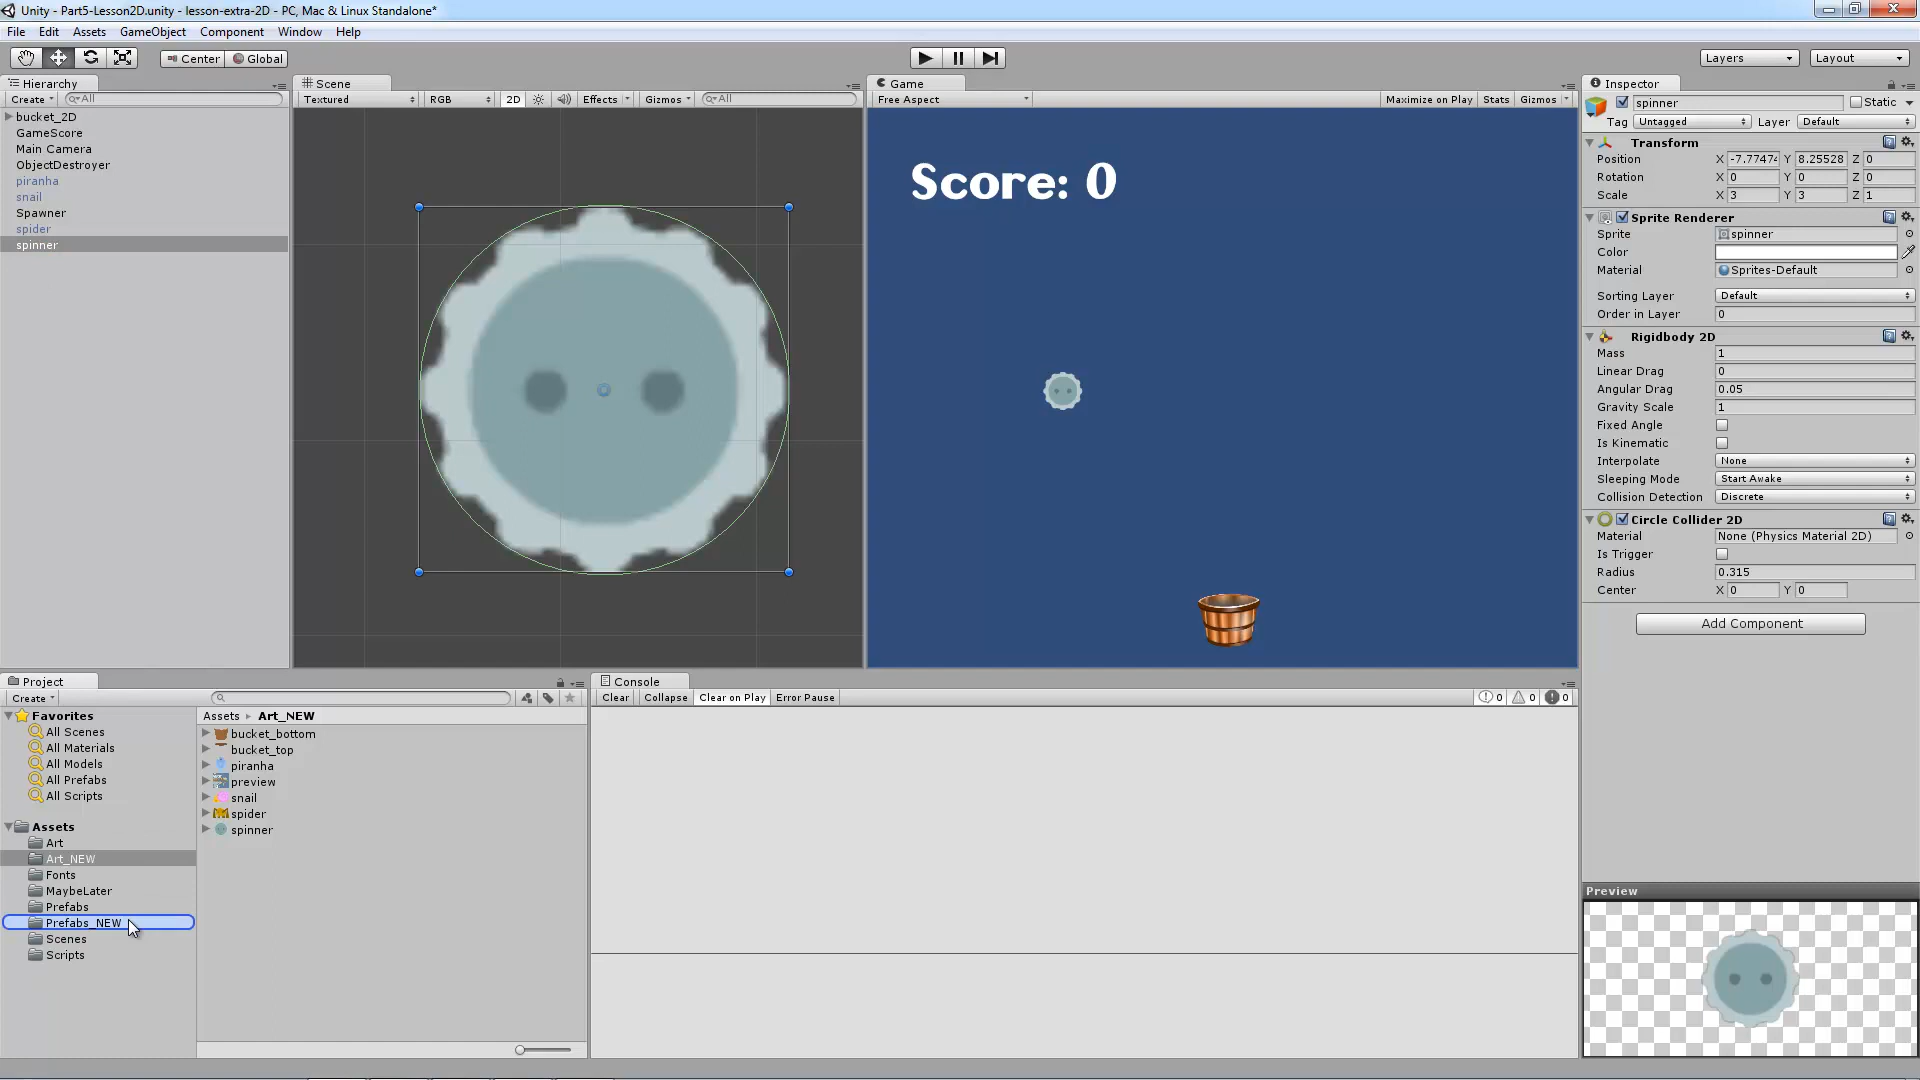 Unity - Part5-Lesson2D.unity - lesson-extra-2D - PC, Mac & Linux Standalone*
File Edit Assets GameObject Component Window Help
Center Global Layers Layout
Hierarchy
Create All
bucket_2D
GameScore
Main Camera
ObjectDestroyer
piranha
snail
Spawner
spider
spinner
Scene
Textured RGB 2D Effects Gizmos All
Game
Free Aspect Maximize on Play Stats Gizmos
Score: 0
Inspector
spinner Static
Tag Untagged Layer Default
Transform
Position X -7.7747 Y 8.25528 Z 0
Rotation X 0 Y 0 Z 0
Scale X 3 Y 3 Z 1
Sprite Renderer
Sprite spinner
Color
Material Sprites-Default
Sorting Layer Default
Order in Layer 0
Rigidbody 2D
Mass 1
Linear Drag 0
Angular Drag 0.05
Gravity Scale 1
Fixed Angle
Is Kinematic
Interpolate None
Sleeping Mode Start Awake
Collision Detection Discrete
Circle Collider 2D
Material None (Physics Material 2D)
Is Trigger
Radius 0.315
Center X 0 Y 0
Add Component
Project
Create
Favorites
All Scenes
All Materials
All Models
All Prefabs
All Scripts
Assets
Art
Art_NEW
Fonts
MaybeLater
Prefabs
Prefabs_NEW
Scenes
Scripts
Assets Art_NEW
bucket_bottom
bucket_top
piranha
preview
snail
spider
spinner
Console
Clear Collapse Clear on Play Error Pause 0 0 0
Preview